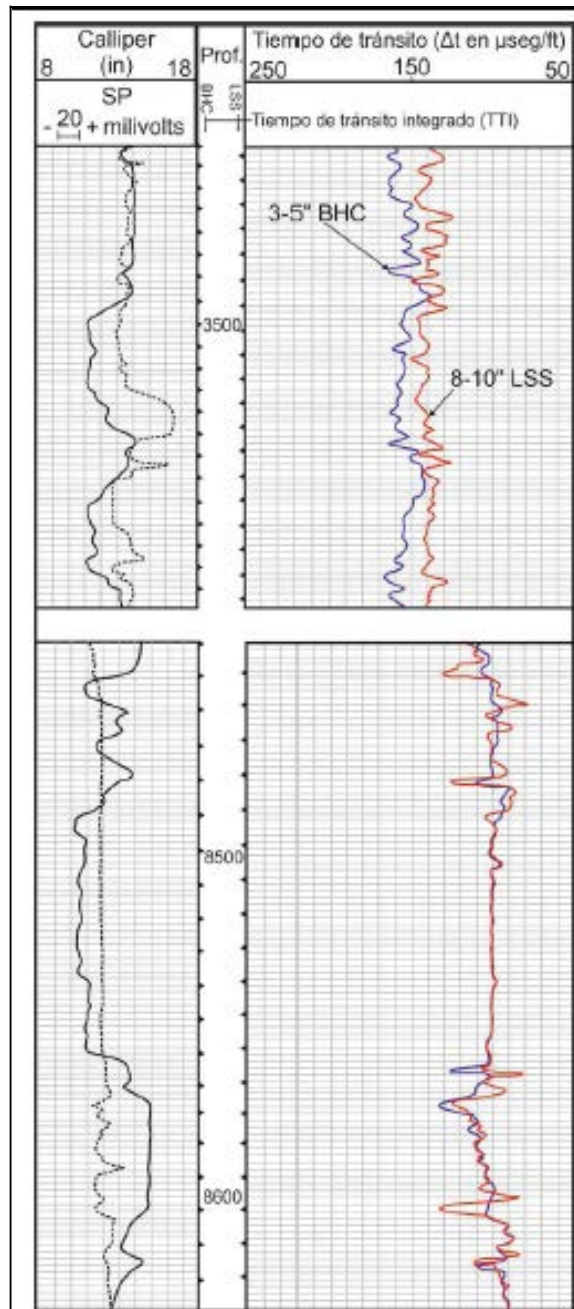 Calliper
(in)
8 18
SP
- 20 + milivolts
Prof.
BHC LSS
Tiempo de tránsito (Δt en µseg/ft)
250 150 50
Tiempo de tránsito integrado (TTI)
3-5" BHC
3500
8-10" LSS
8500
8600